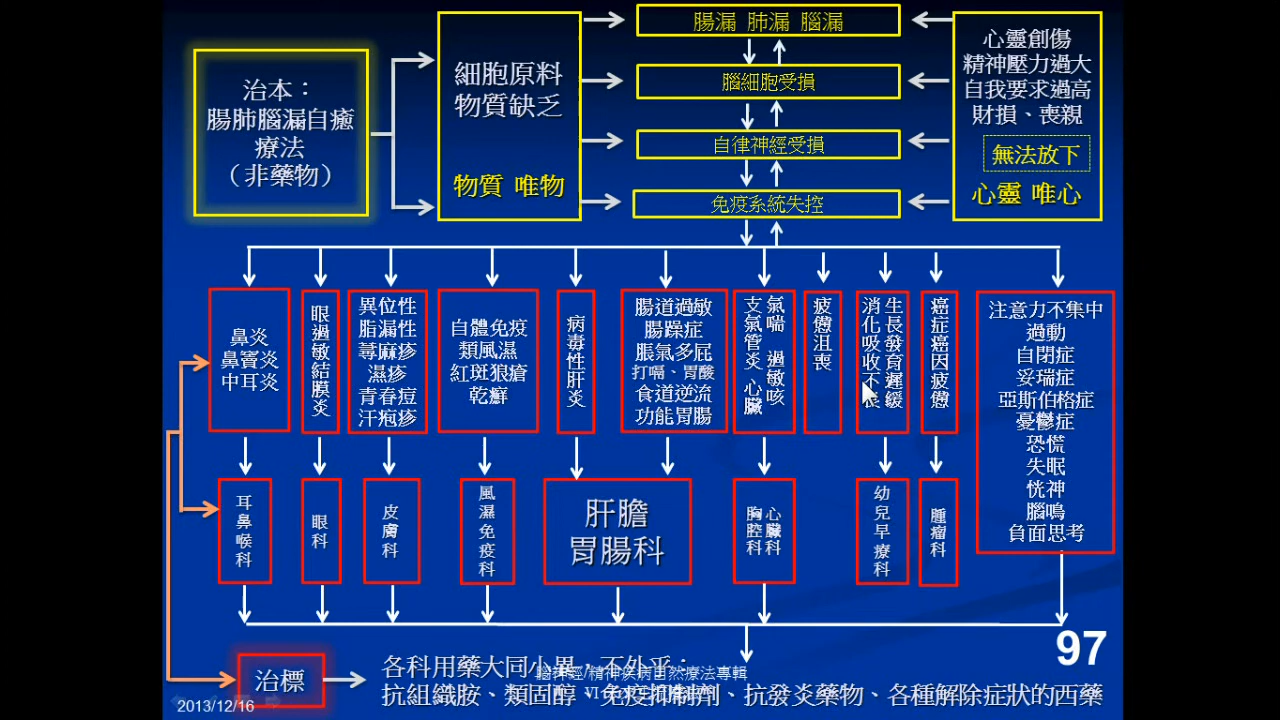 治本：
腸肺腦漏自癒
療法
（非藥物）
細胞原料
物質缺乏
物質 唯物
腸漏 肺漏 腦漏
腦細胞受損
自律神經受損
免疫系統失控
心靈創傷
精神壓力過大
自我要求過高
財損、喪親
無法放下
心靈 唯心
鼻炎
鼻竇炎
中耳炎
眼過敏結膜炎
異位性
脂漏性
蕁麻疹
濕疹
青春痘
汗疱疹
自體免疫
類風濕
紅斑狼瘡
乾癬
病毒性肝炎
腸道過敏
腸躁症
脹氣多屁
打嗝、胃酸
食道逆流
功能胃腸
氣喘 過敏咳
支氣管炎 心臟
疲憊沮喪
生長發育遲緩
消化吸收不良
癌症癌因疲憊
注意力不集中
過動
自閉症
妥瑞症
亞斯伯格症
憂鬱症
恐慌
失眠
恍神
腦鳴
負面思考
耳鼻喉科
眼科
皮膚科
風濕免疫科
肝膽
胃腸科
心臟科
胸腔科
幼兒早療科
腫瘤科
97
治標
各科用藥大同小異，不外乎：
腦神經/精神疾病自然療法專輯
抗組織胺、類固醇、免疫抑制劑、抗發炎藥物、各種解除症狀的西藥
2013/12/16